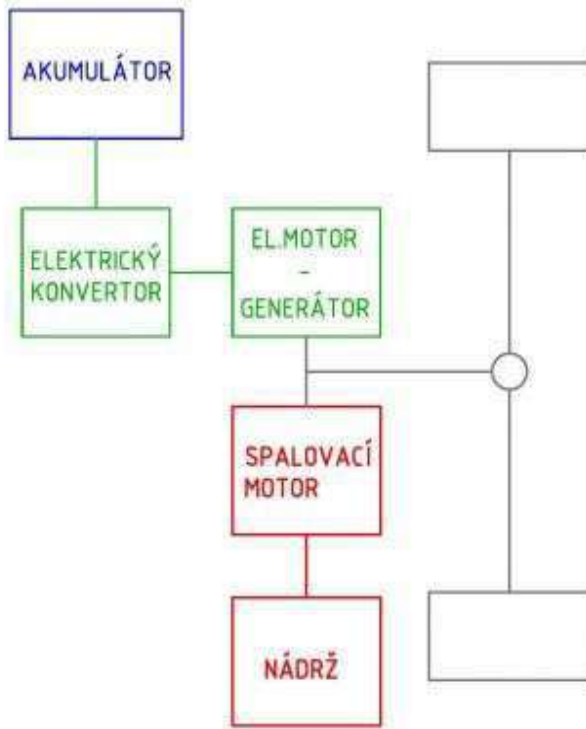 AKUMULÁTOR
ELEKTRICKÝ
KONVERTOR
EL.MOTOR
-
GENERÁTOR
SPALOVACÍ
MOTOR
NÁDRŽ